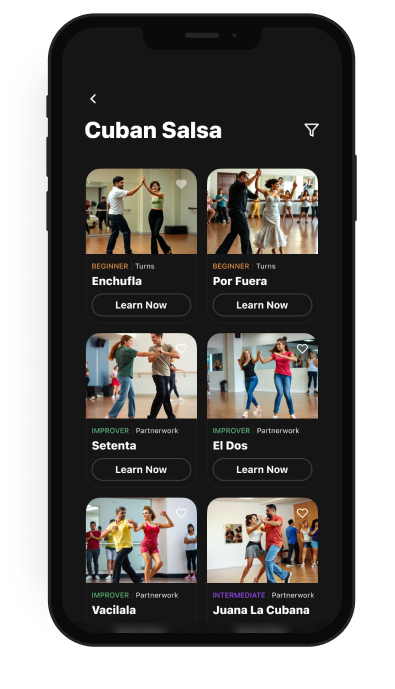 Cuban Salsa
BEGINNER | Turns
Enchufla
Learn Now
BEGINNER | Turns
Por Fuera
Learn Now
IMPROVER | Partnerwork
Setenta
Learn Now
IMPROVER | Partnerwork
El Dos
Learn Now
IMPROVER | Partnerwork
Vacilala
INTERMEDIATE | Partnerwork
Juana La Cubana